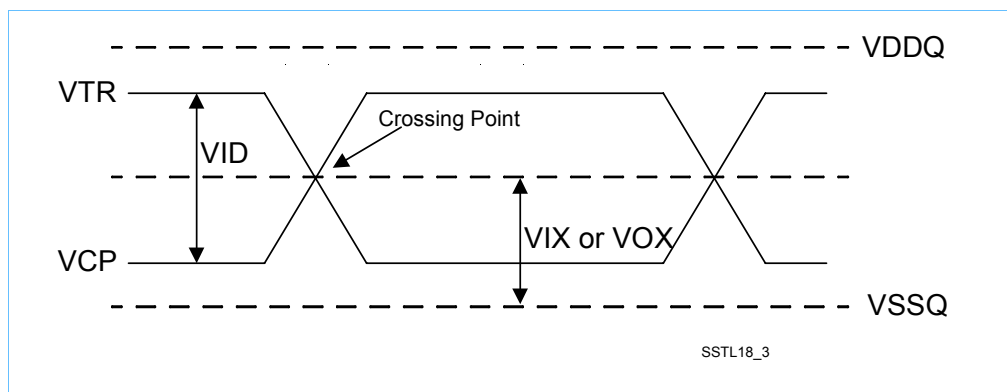 VDDQ
VTR
Crossing Point
VID
VIX or VOX
VCP
VSSQ
SSTL18_3